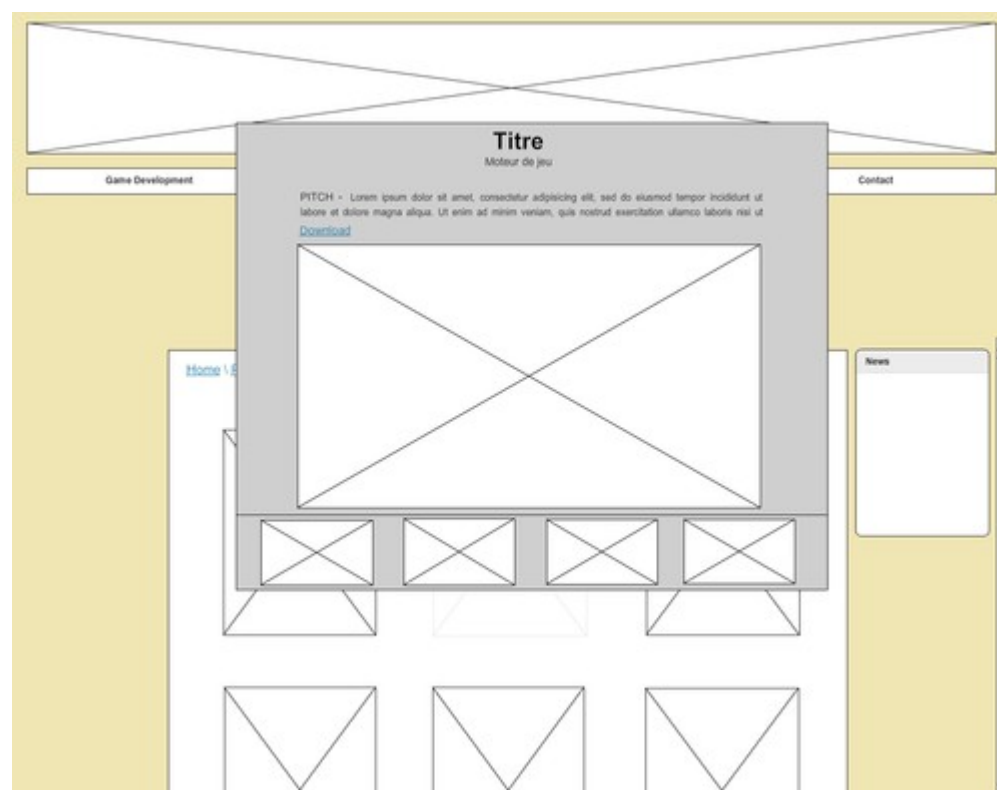 Titre
Moteur de jeu
Game Development
Contact
PITCH - Lorem ipsum dolor sit amet, consectetur adipisicing elit, sed do eiusmod tempor incididunt ut
labore et dolore magna aliqua. Ut enim ad minim veniam, quis nostrud exercitation ullamco laboris nisi ut
Download
Home \
News